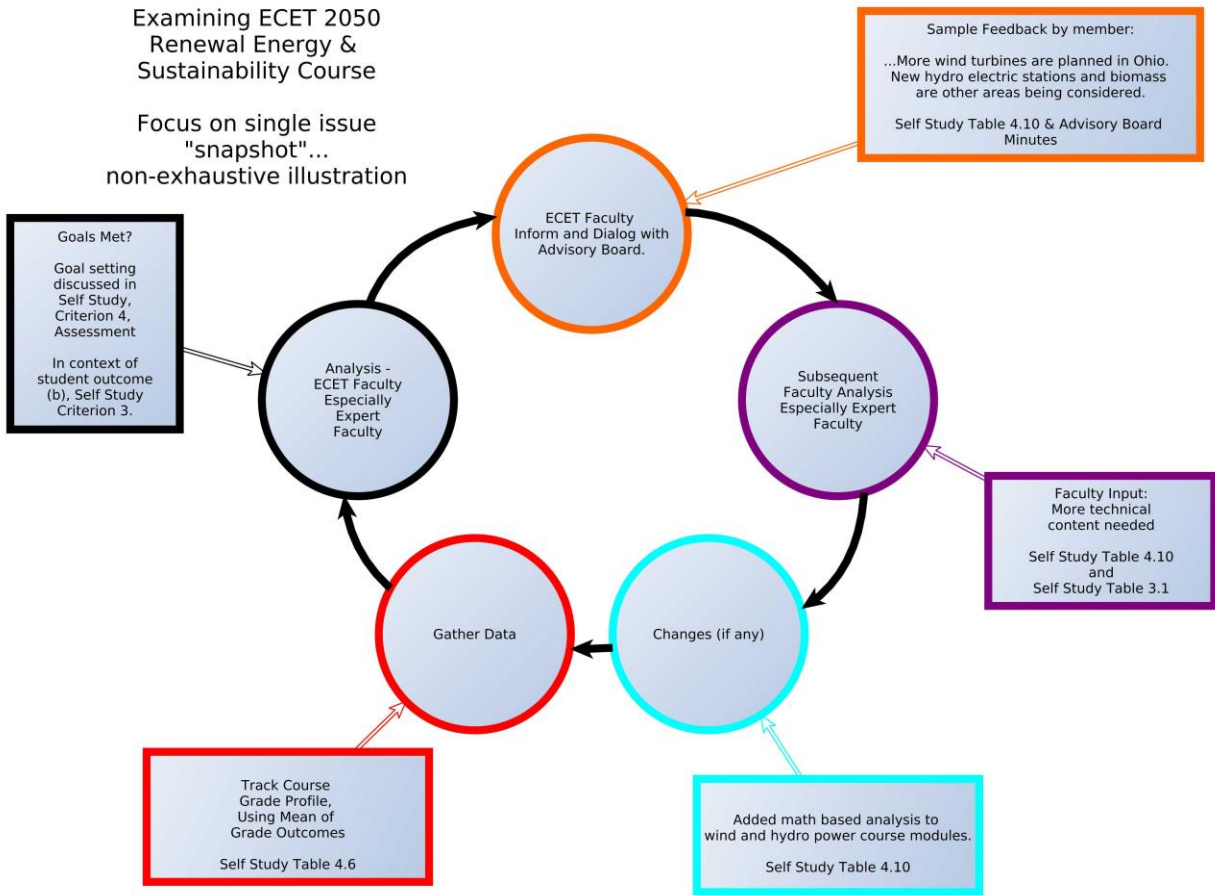 Examining ECET 2050
Renewal Energy &
Sustainability Course
Focus on single issue
"snapshot"...
non-exhaustive illustration
Sample Feedback by member:
...More wind turbines are planned in Ohio.
New hydro electric stations and biomass
are other areas being considered.
Self Study Table 4.10 & Advisory Board
Minutes
ECET Faculty
Inform and Dialog with
Advisory Board.
Goals Met?
Goal setting
discussed in
Self Study,
Criterion 4,
Assessment
In context of
student outcome
(b), Self Study
Criterion 3.
Analysis -
ECET Faculty
Especially
Expert
Faculty
Subsequent
Faculty Analysis
Especially Expert
Faculty
Faculty Input:
More technical
content needed
Self Study Table 4.10
and
Self Study Table 3.1
Gather Data
Changes (if any)
Track Course
Grade Profile,
Using Mean of
Grade Outcomes
Self Study Table 4.6
Added math based analysis to
wind and hydro power course modules.
Self Study Table 4.10